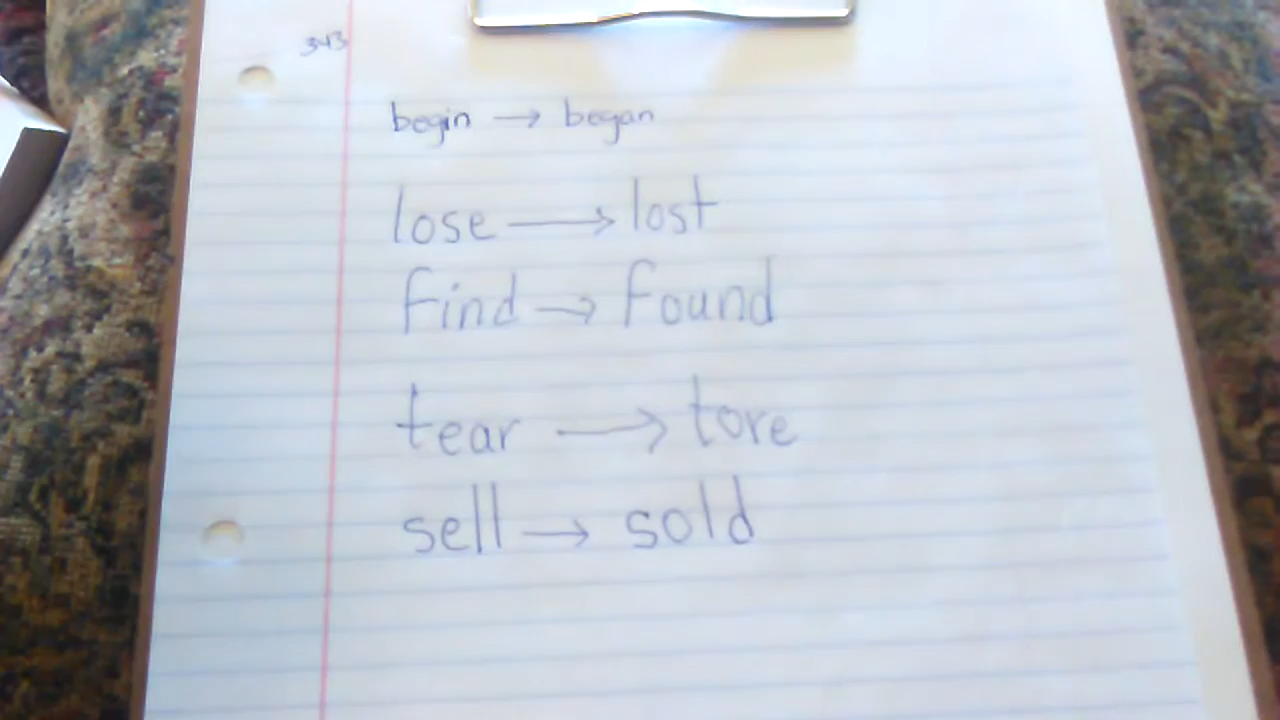 343
begin → began
lose → lost
find → found
tear → tore
sell → sold